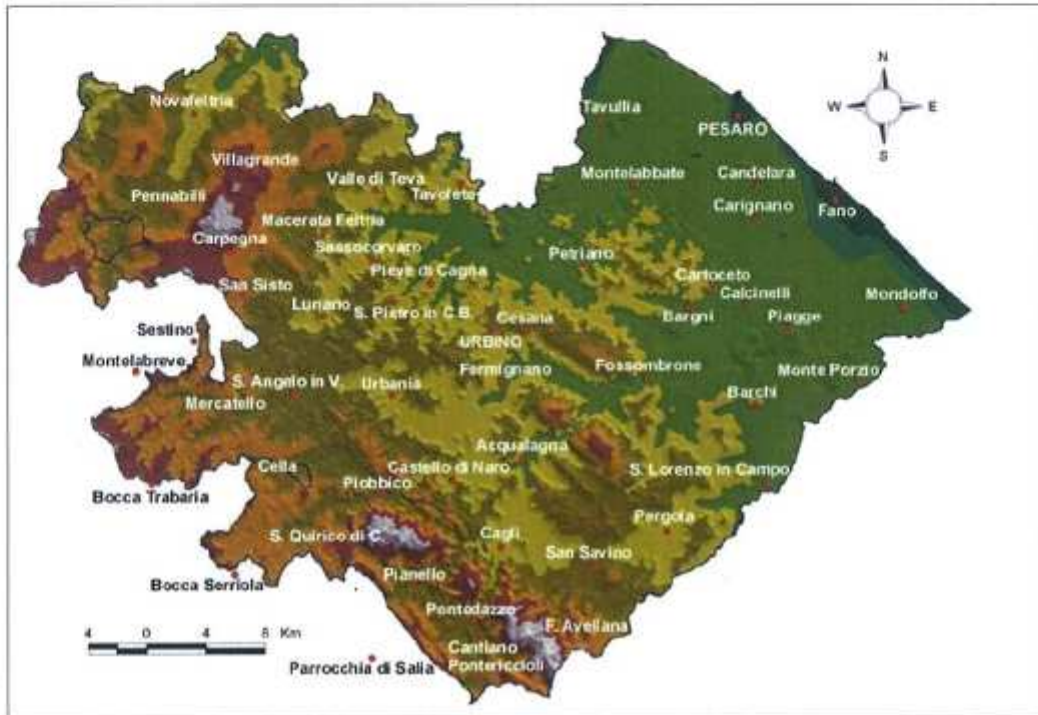 N
Novafeltria
Tavullia
W E
PESARO
S
Villagrande
Valle di Teva
Montelabbate
Candelara
Pennabilli
Tavoleto
Carignano
Fano
Macerata Feltria
Carpegna
Sassocorvaro
Petriano
Pieve di Cagna
Cartoceto
San Sisto
Calcinelli
Mondolfo
Lunano
S. Pietro in C.B.
Cesana
Bargni
Piagge
Sestino
URBINO
Montelabreve
Fermignano
Fossombrone
Monte Porzio
S. Angelo in V.
Urbania
Barchi
Mercatello
Acqualagna
Cella
Castello di Naro
S. Lorenzo in Campo
Piobbico
Bocca Trabaria
Pergola
S. Quirico di C.
Cagli
San Savino
Pianello
Bocca Serriola
Pontedazzo
F. Avellana
4 0 4 8 Km
Cantiano
Parrocchia di Salia
Pontericcioli